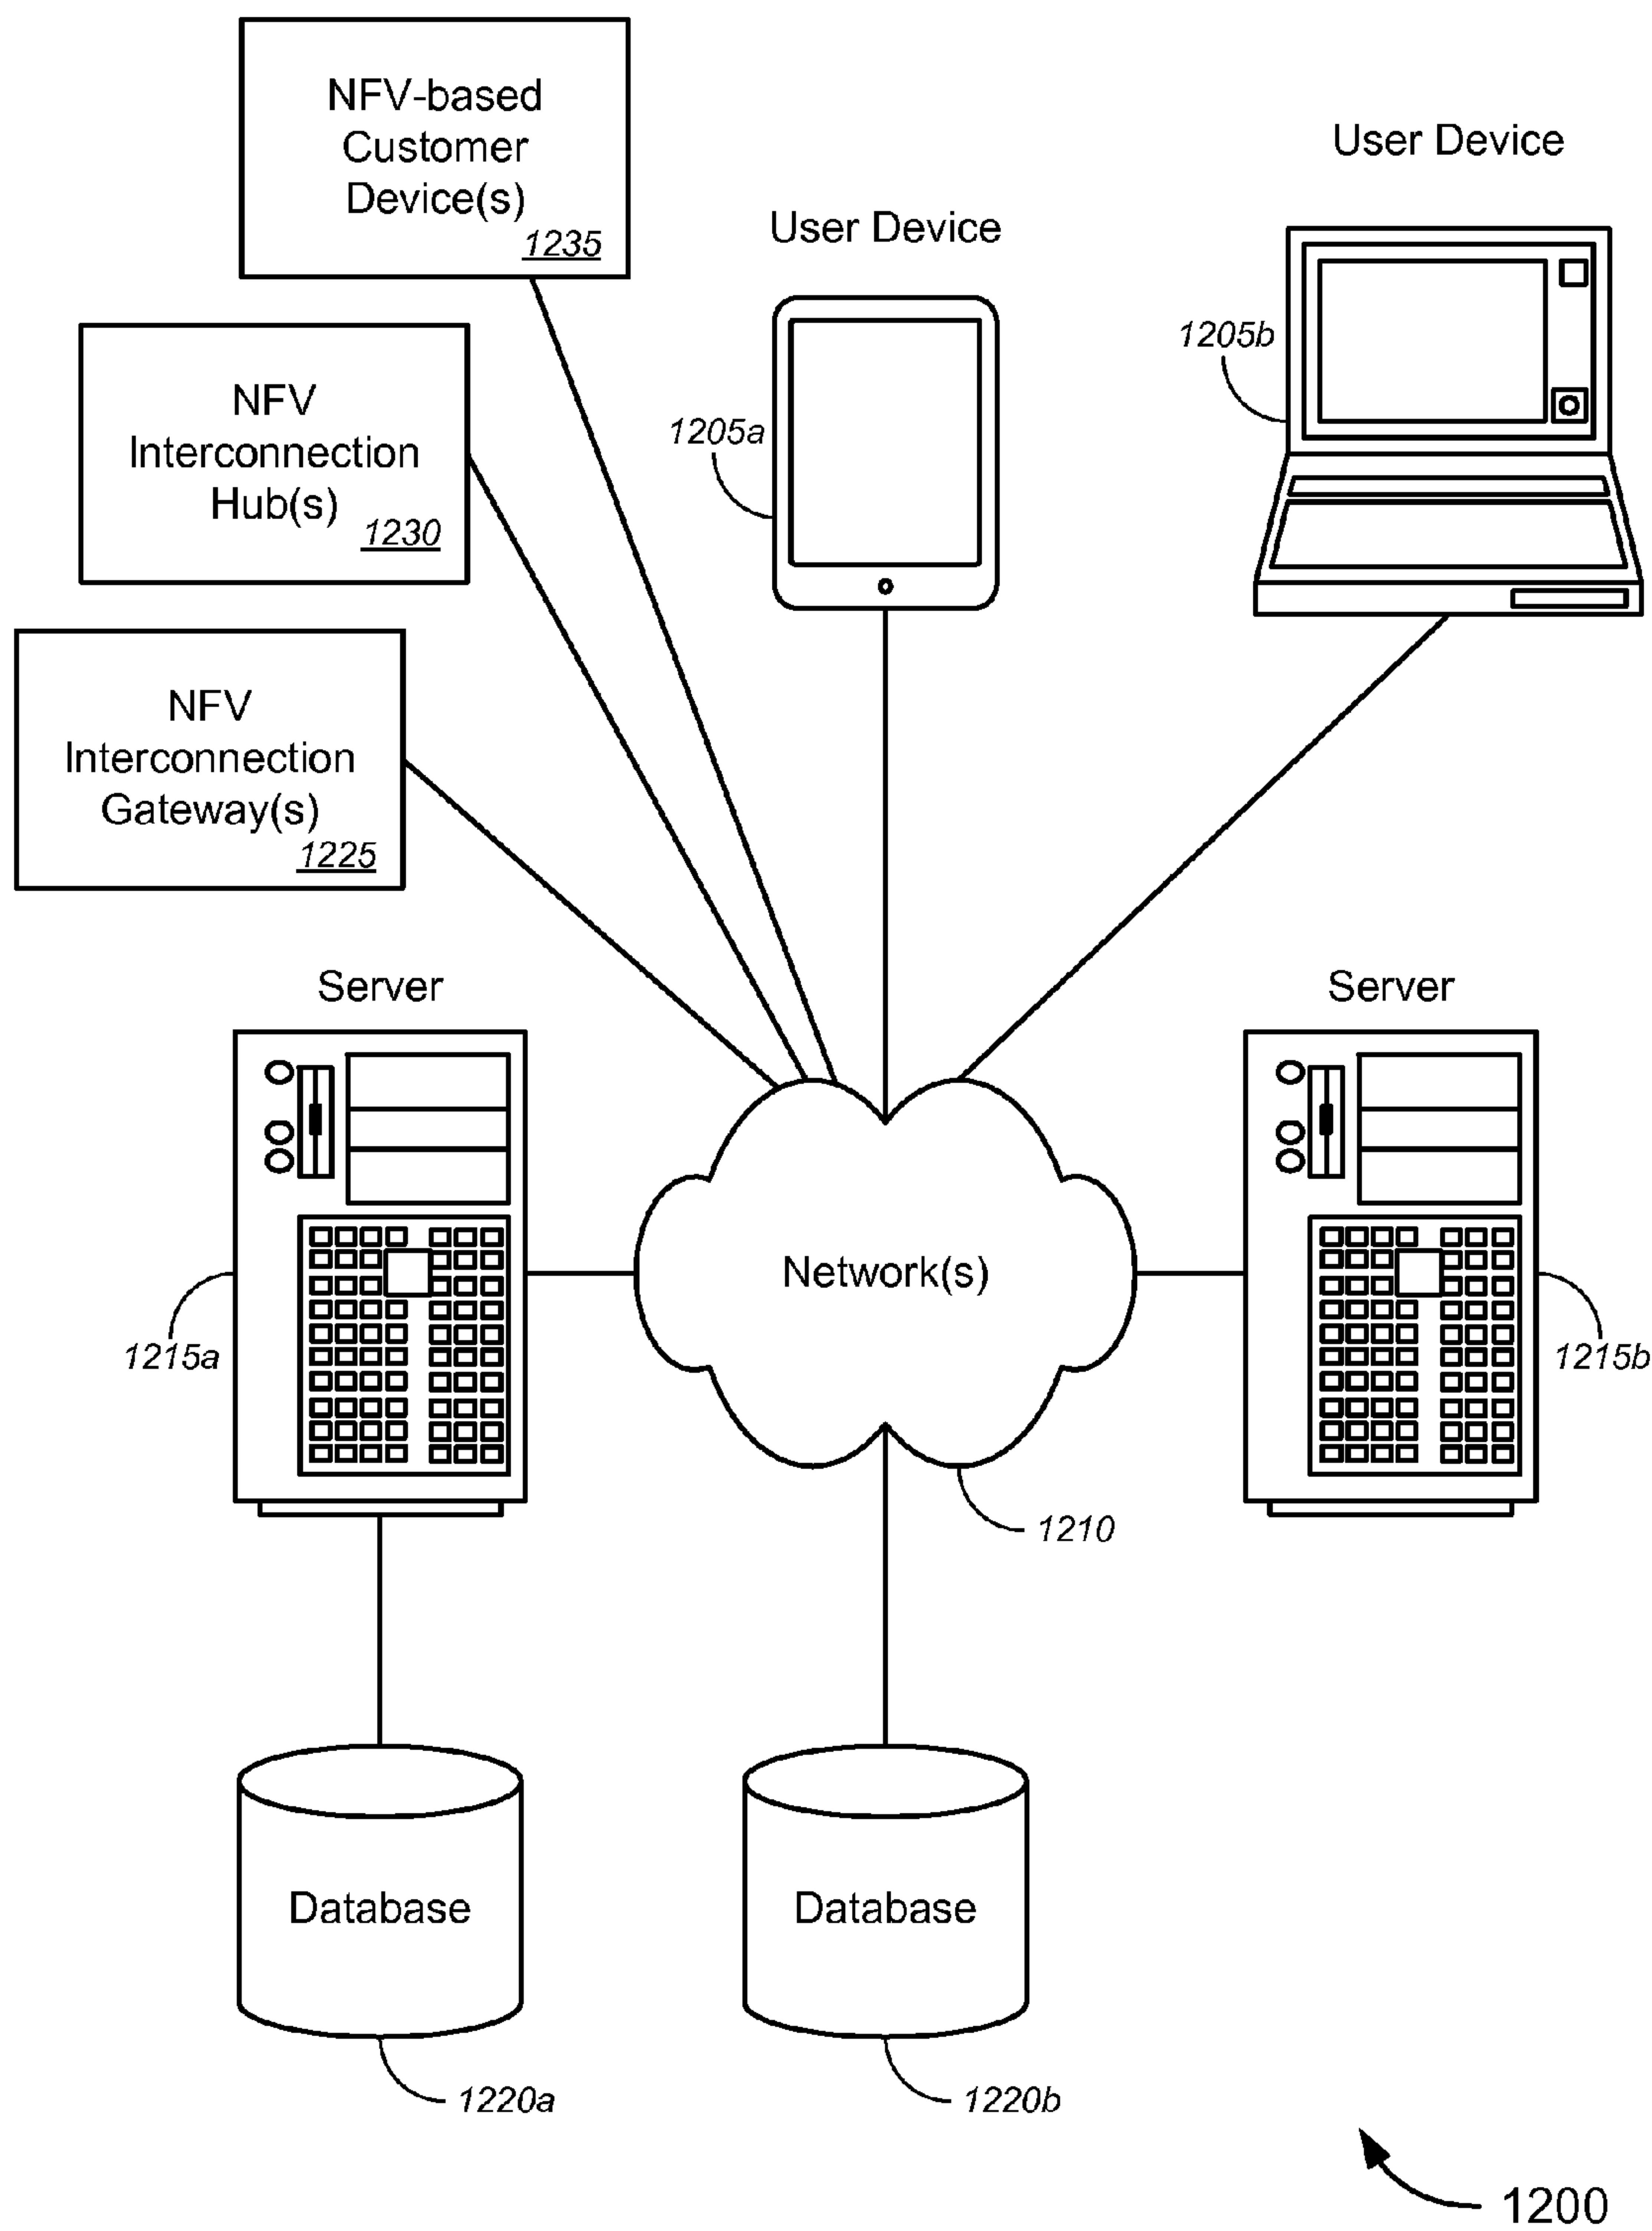 NFV-based
Customer
Device(s)
1235
User Device
User Device
NFV
Interconnection
Hub(s)
1230
1205a
1205b
NFV
Interconnection
Gateway(s)
1225
Server
Server
Network(s)
1215a
1215b
1210
Database
Database
1220a
1220b
1200